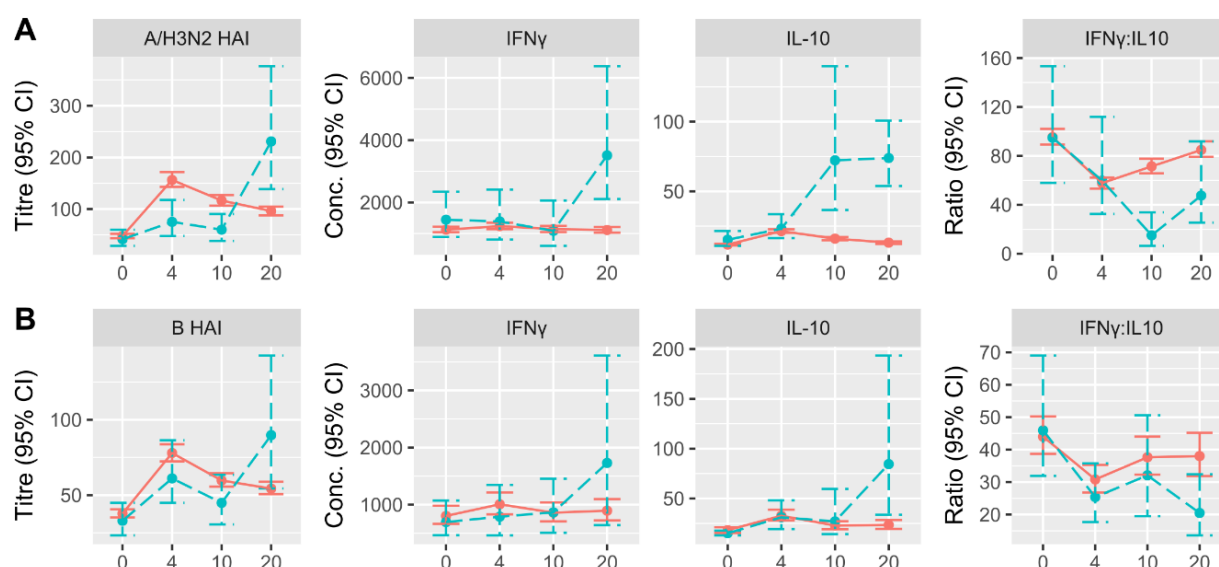 A
A/H3N2 HAI
Titre (95% CI)
300
200
100
0 4 10 20
IFNγ
Conc. (95% CI)
6000
4000
2000
0 4 10 20
IL-10
100
50
0 4 10 20
IFNγ:IL10
Ratio (95% CI)
160
120
80
40
0
0 4 10 20
B
B HAI
Titre (95% CI)
100
50
0 4 10 20
IFNγ
Conc. (95% CI)
3000
2000
1000
0 4 10 20
IL-10
200
150
100
50
0 4 10 20
IFNγ:IL10
Ratio (95% CI)
70
60
50
40
30
20
0 4 10 20